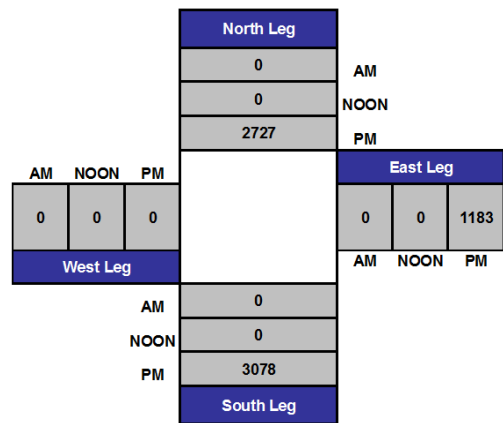 North Leg
0 AM
0 NOON
2727 PM
AM NOON PM East Leg
0 0 0 0 0 1183
West Leg AM NOON PM
AM 0
NOON 0
PM 3078
South Leg